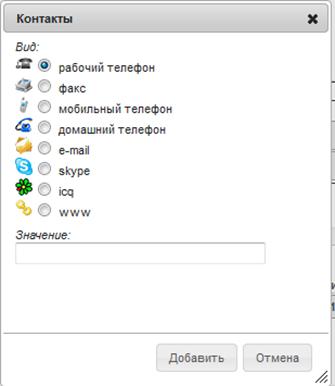 Контакты
Вид:
рабочий телефон
факс
мобильный телефон
домашний телефон
e-mail
skype
icq
www
Значение:
Добавить Отмена